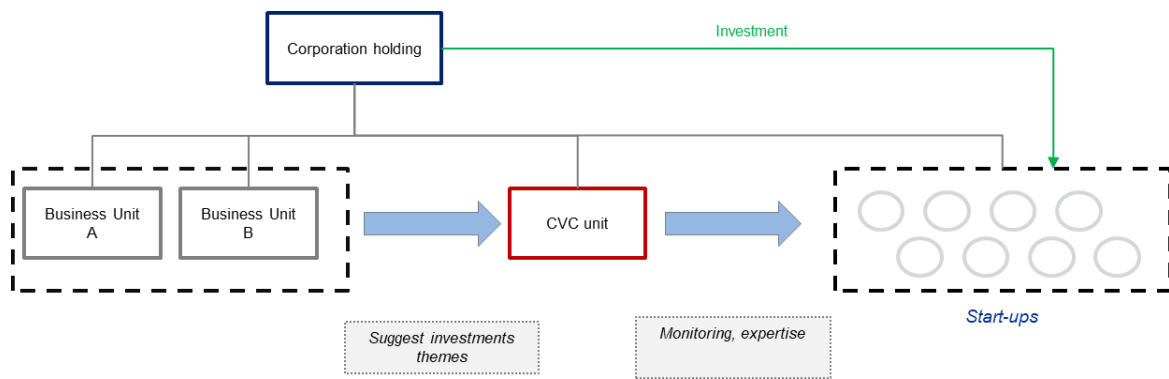 Investment
Corporation holding
Business Unit
A
Business Unit
B
CVC unit
Start-ups
Suggest investments
themes
Monitoring, expertise